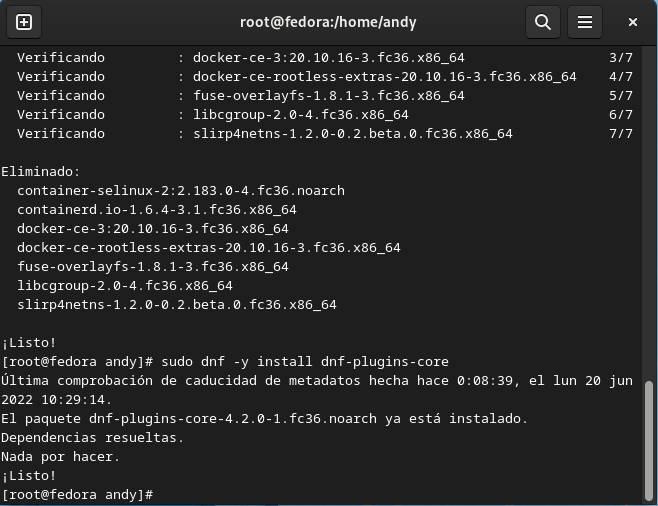 root@fedora:/home/andy
Verificando : docker-ce-3:20.10.16-3.fc36.x86_64 3/7
Verificando : docker-ce-rootless-extras-20.10.16-3.fc36.x86_64 4/7
Verificando : fuse-overlayfs-1.8.1-3.fc36.x86_64 5/7
Verificando : libcgroup-2.0-4.fc36.x86_64 6/7
Verificando : slirp4netns-1.2.0-0.2.beta.0.fc36.x86_64 7/7
Eliminado:
container-selinux-2:2.183.0-4.fc36.noarch
containerd.io-1.6.4-3.1.fc36.x86_64
docker-ce-3:20.10.16-3.fc36.x86_64
docker-ce-rootless-extras-20.10.16-3.fc36.x86_64
fuse-overlayfs-1.8.1-3.fc36.x86_64
libcgroup-2.0-4.fc36.x86_64
slirp4netns-1.2.0-0.2.beta.0.fc36.x86_64
¡Listo!
[root@fedora andy]# sudo dnf -y install dnf-plugins-core
Última comprobación de caducidad de metadatos hecha hace 0:08:39, el lun 20 jun
2022 10:29:14.
El paquete dnf-plugins-core-4.2.0-1.fc36.noarch ya está instalado.
Dependencias resueltas.
Nada por hacer.
¡Listo!
[root@fedora andy]#